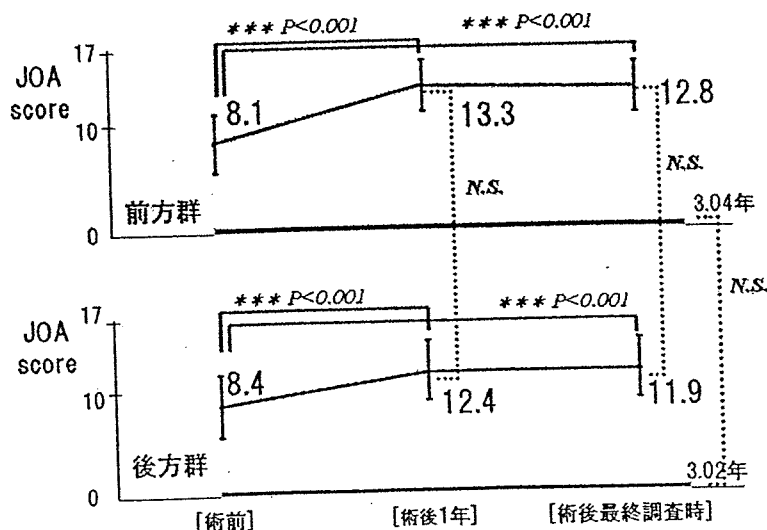 *** P<0.001
*** P<0.001
17
JOA
score
10
0
8.1
13.3
12.8
N.S.
N.S.
前方群
3.04年
N.S.
*** P<0.001
*** P<0.001
17
JOA
score
10
0
8.4
12.4
11.9
後方群
3.02年
[術前]
[術後1年]
[術後最終調査時]